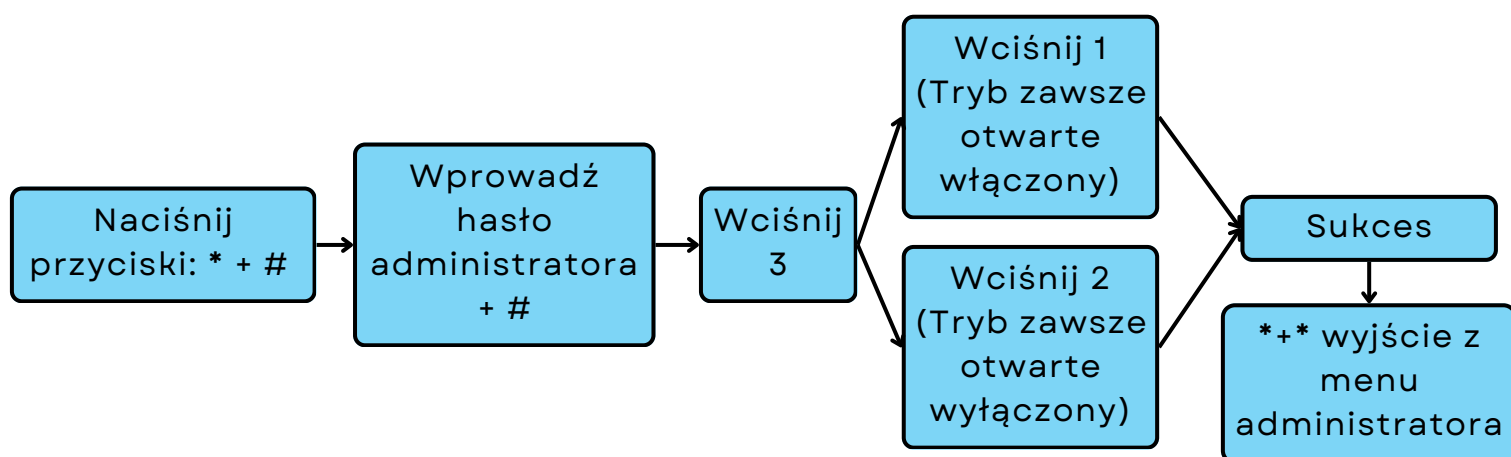 Naciśnij
przyciski: * + #
Wprowadź
hasło
administratora
+ #
Wciśnij
3
Wciśnij 1
(Tryb zawsze
otwarte
włączony)
Wciśnij 2
(Tryb zawsze
otwarte
wyłączony)
Sukces
*+* wyjście z
menu
administratora